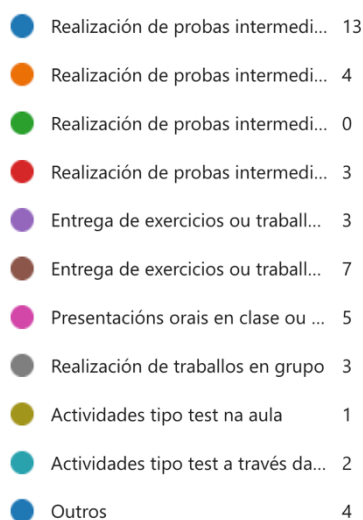 Realización de probas intermedi... 13
Realización de probas intermedi... 4
Realización de probas intermedi... 0
Realización de probas intermedi... 3
Entrega de exercicios ou traball... 3
Entrega de exercicios ou traball... 7
Presentacións orais en clase ou ... 5
Realización de traballos en grupo 3
Actividades tipo test na aula 1
Actividades tipo test a través da... 2
Outros 4